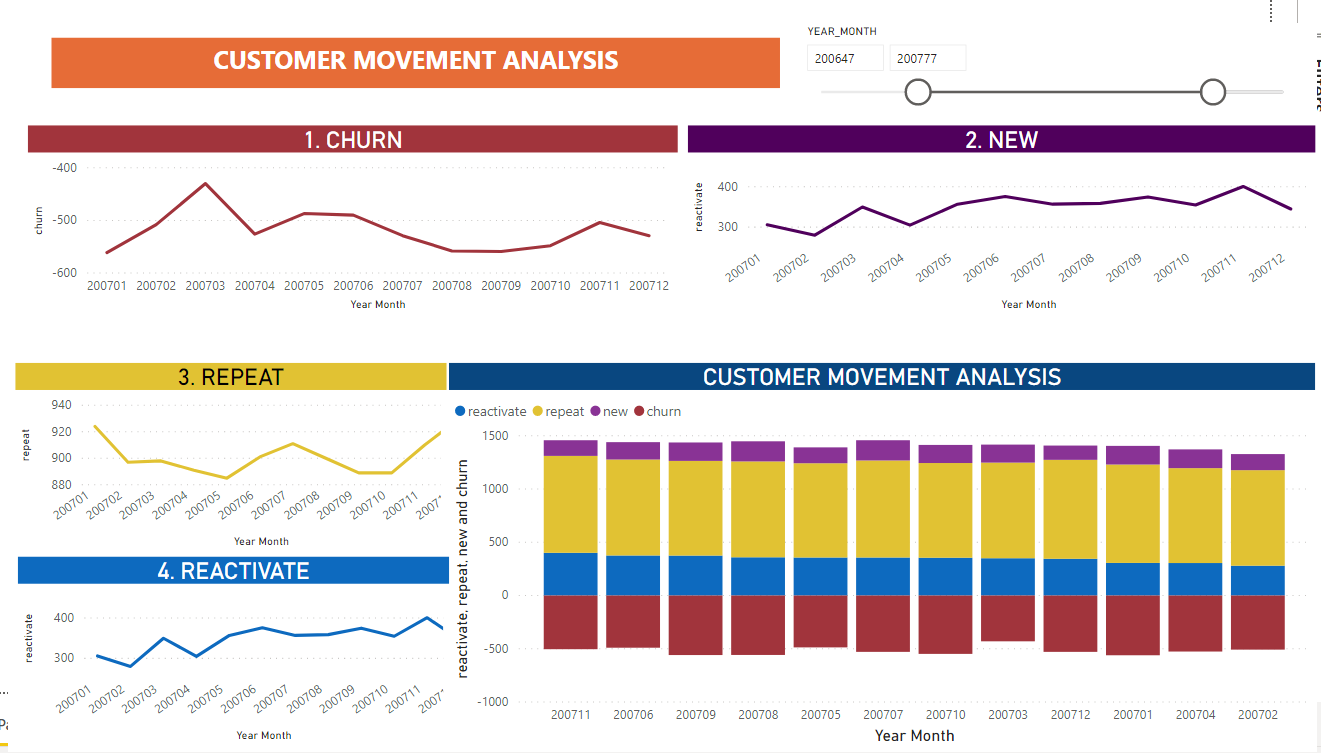 YEAR_MONTH
200647 200777
CUSTOMER MOVEMENT ANALYSIS
1. CHURN
-400
-500
-600
churn
200701 200702 200703 200704 200705 200706 200707 200708 200709 200710 200711 200712
Year Month
2. NEW
400
300
reactivate
200701 200702 200703 200704 200705 200706 200707 200708 200709 200710 200711 200712
Year Month
3. REPEAT
940
920
900
880
repeat
200701 200702 200703 200704 200705 200706 200707 200708 200709 200710 200711
Year Month
4. REACTIVATE
400
300
reactivate
200701 200702 200703 200704 200705 200706 200707 200708 200709 200710 200711
Year Month
CUSTOMER MOVEMENT ANALYSIS
reactivate repeat new churn
1500
1000
500
0
-500
-1000
reactivate. repeat. new and churn
200711 200706 200709 200708 200705 200707 200710 200703 200712 200701 200704 200702
Year Month